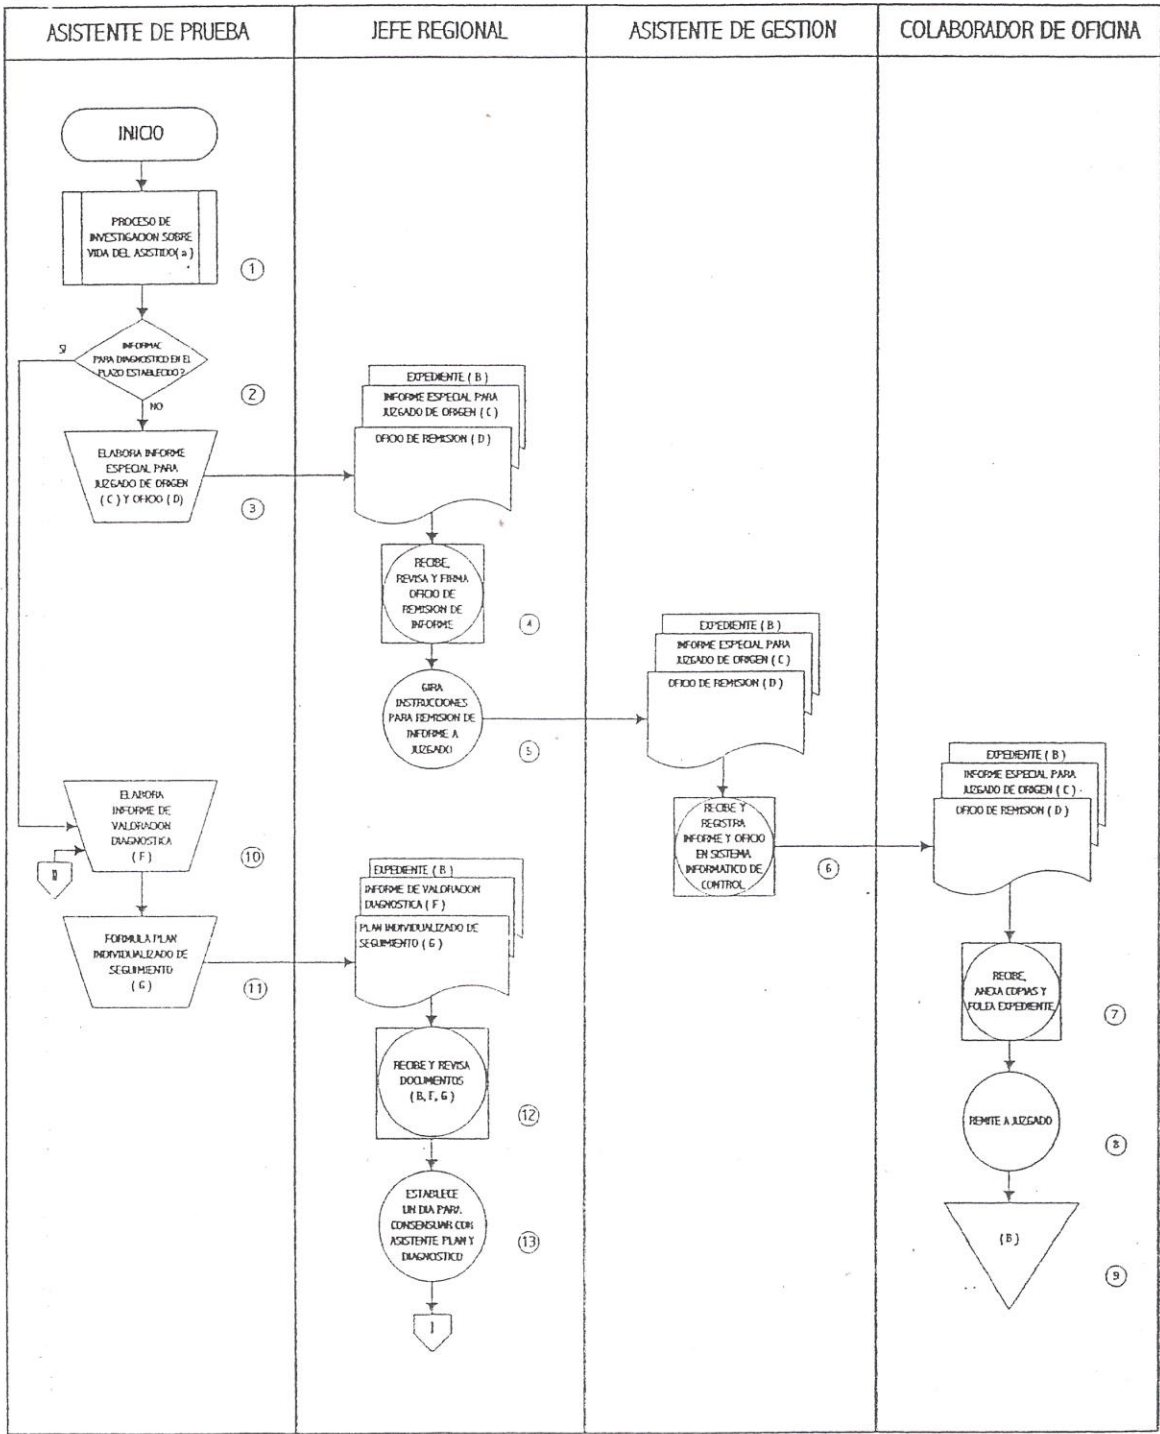 ASISTENTE DE PRUEBA
JEFE REGIONAL
ASISTENTE DE GESTION
COLABORADOR DE OFICINA
INICIO
PROCESO DE
INVESTIGACION SOBRE
VIDA DEL ASISTIDO(a)
1
INFORMAC
PARA DIAGNOSTICO EN EL
PLAZO ESTABLECIDO ?
SI
NO
2
ELABORA INFORME
ESPECIAL PARA
JUZGADO DE ORIGEN
( C ) Y OFICIO ( D )
3
EXPEDIENTE ( B )
INFORME ESPECIAL PARA
JUZGADO DE ORIGEN ( C )
OFICIO DE REMISION ( D )
RECIBE,
REVISA Y FIRMA
OFICIO DE
REMISION DE
INFORME
4
GIRA
INSTRUCCIONES
PARA REMISION DE
INFORME A
JUZGADO
5
EXPEDIENTE ( B )
INFORME ESPECIAL PARA
JUZGADO DE ORIGEN ( C )
OFICIO DE REMISION ( D )
RECIBE Y
REGISTRA
INFORME Y OFICIO
EN SISTEMA
INFORMATICO DE
CONTROL
6
EXPEDIENTE ( B )
INFORME ESPECIAL PARA
JUZGADO DE ORIGEN ( C )
OFICIO DE REMISION ( D )
RECIBE,
ANEXA COPIAS Y
FOLEA EXPEDIENTE
7
REMITE A JUZGADO
8
( B )
9
ELABORA
INFORME DE
VALORACION
DIAGNOSTICA
( F )
10
FORMULA PLAN
INDIVIDUALIZADO DE
SEGUIMIENTO
( G )
11
EXPEDIENTE ( B )
INFORME DE VALORACION
DIAGNOSTICA ( F )
PLAN INDIVIDUALIZADO DE
SEGUIMIENTO ( G )
RECIBE Y REVISA
DOCUMENTOS
( B, F, G )
12
ESTABLECE
UN DIA PARA
CONSENSUAR CON
ASISTENTE PLAN Y
DIAGNOSTICO
13